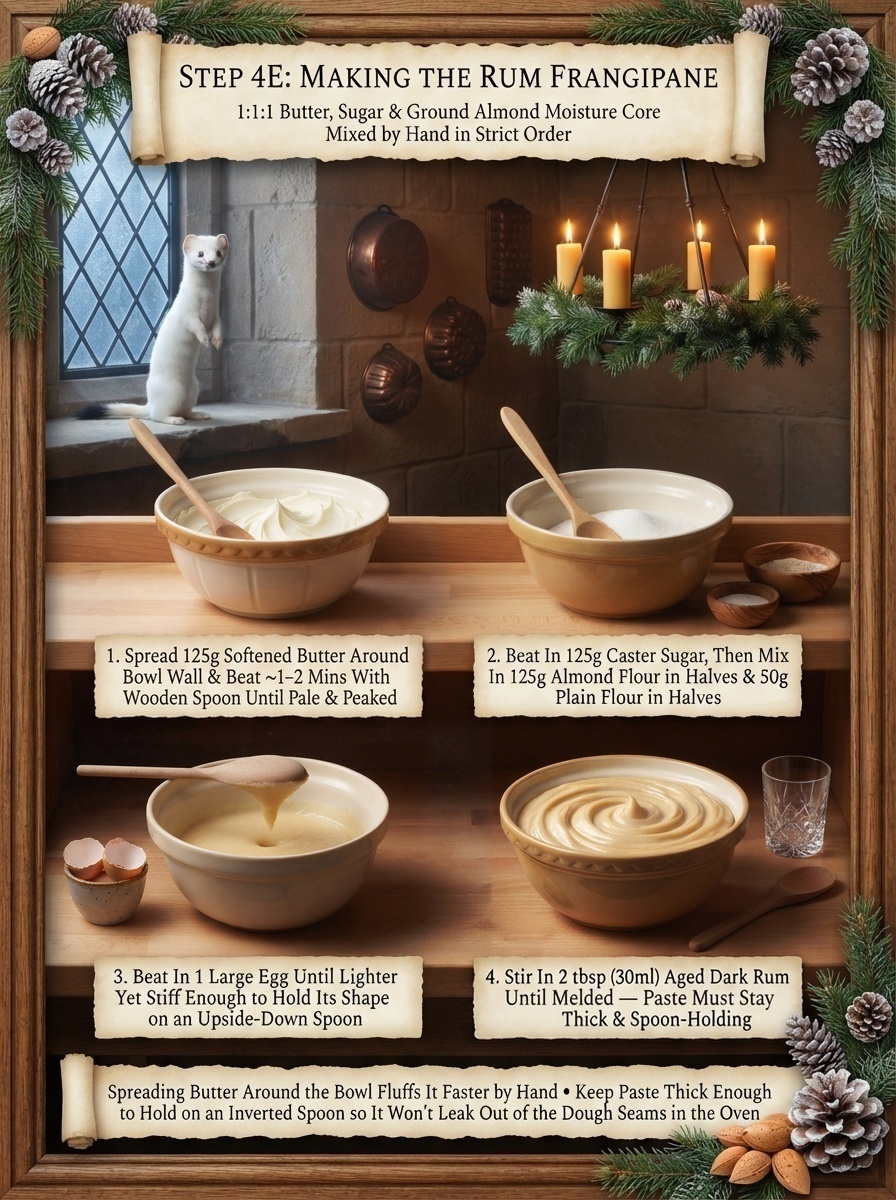 Step 4E: Making the Rum Frangipane
1:1:1 Butter, Sugar & Ground Almond Moisture Core
Mixed by Hand in Strict Order
1. Spread 125g Softened Butter Around
Bowl Wall & Beat ~1–2 Mins With
Wooden Spoon Until Pale & Peaked
2. Beat In 125g Caster Sugar, Then Mix
In 125g Almond Flour in Halves & 50g
Plain Flour in Halves
3. Beat In 1 Large Egg Until Lighter
Yet Stiff Enough to Hold Its Shape
on an Upside-Down Spoon
4. Stir In 2 tbsp (30ml) Aged Dark Rum
Until Melded — Paste Must Stay
Thick & Spoon-Holding
Spreading Butter Around the Bowl Fluffs It Faster by Hand • Keep Paste Thick Enough
to Hold on an Inverted Spoon so It Won't Leak Out of the Dough Seams in the Oven